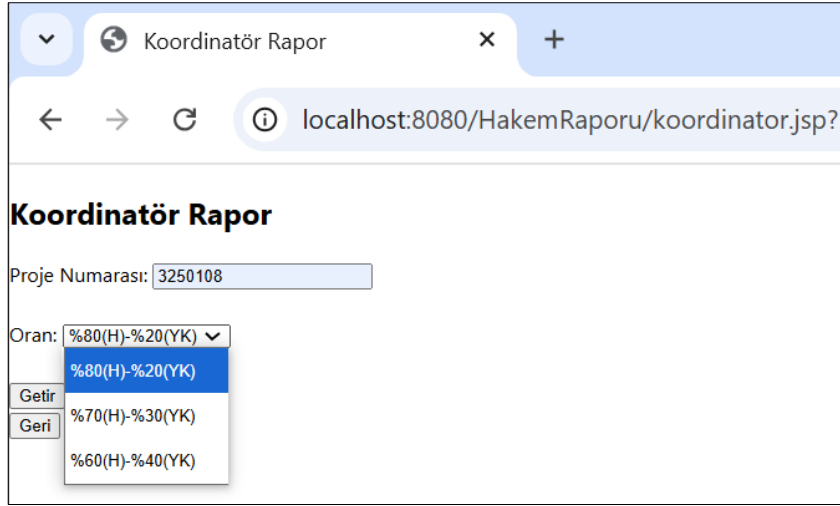 Koordinatör Rapor
localhost:8080/HakemRaporu/koordinator.jsp?
Koordinatör Rapor
Proje Numarası: 3250108
Oran: %80(H)-%20(YK)
%80(H)-%20(YK)
Getir
%70(H)-%30(YK)
Geri
%60(H)-%40(YK)